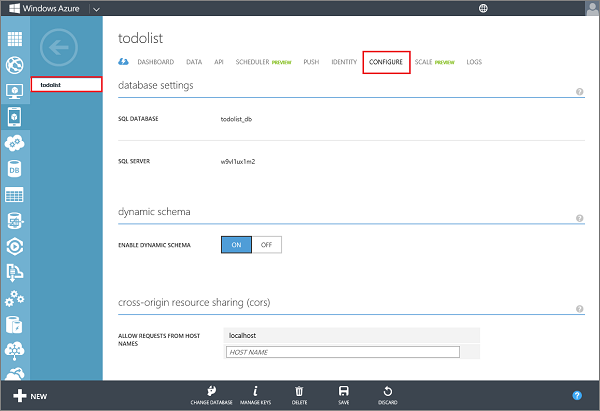 Windows Azure
todolist
todolist
DASHBOARD DATA API SCHEDULER PREVIEW PUSH IDENTITY CONFIGURE SCALE PREVIEW LOGS
database settings
?
SQL DATABASE todolist_db
SQL SERVER w9vl1ux1m2
dynamic schema
?
ENABLE DYNAMIC SCHEMA ON OFF
cross-origin resource sharing (cors)
?
ALLOW REQUESTS FROM HOST
NAMES
localhost
HOST NAME
DB
NEW
CHANGE DATABASE MANAGE KEYS DELETE SAVE DISCARD
?